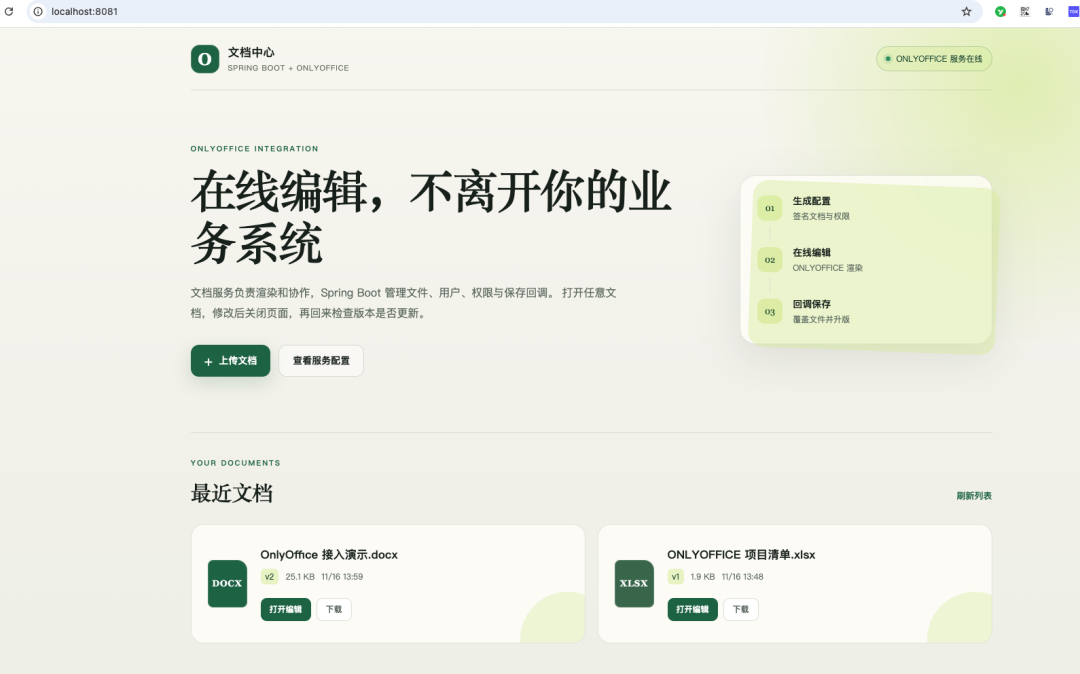 localhost:8081
O
文档中心
SPRING BOOT + ONLYOFFICE
ONLYOFFICE 服务在线
ONLYOFFICE INTEGRATION
在线编辑，不离开你的业
务系统
文档服务负责渲染和协作，Spring Boot 管理文件、用户、权限与保存回调。 打开任意文
档，修改后关闭页面，再回来检查版本是否更新。
+ 上传文档
查看服务配置
01
生成配置
签名文档与权限
02
在线编辑
ONLYOFFICE 渲染
03
回调保存
覆盖文件并升版
YOUR DOCUMENTS
最近文档
刷新列表
DOCX
OnlyOffice 接入演示.docx
v2 25.1 KB 11/16 13:59
打开编辑
下载
XLSX
ONLYOFFICE 项目清单.xlsx
v1 1.9 KB 11/16 13:48
打开编辑
下载